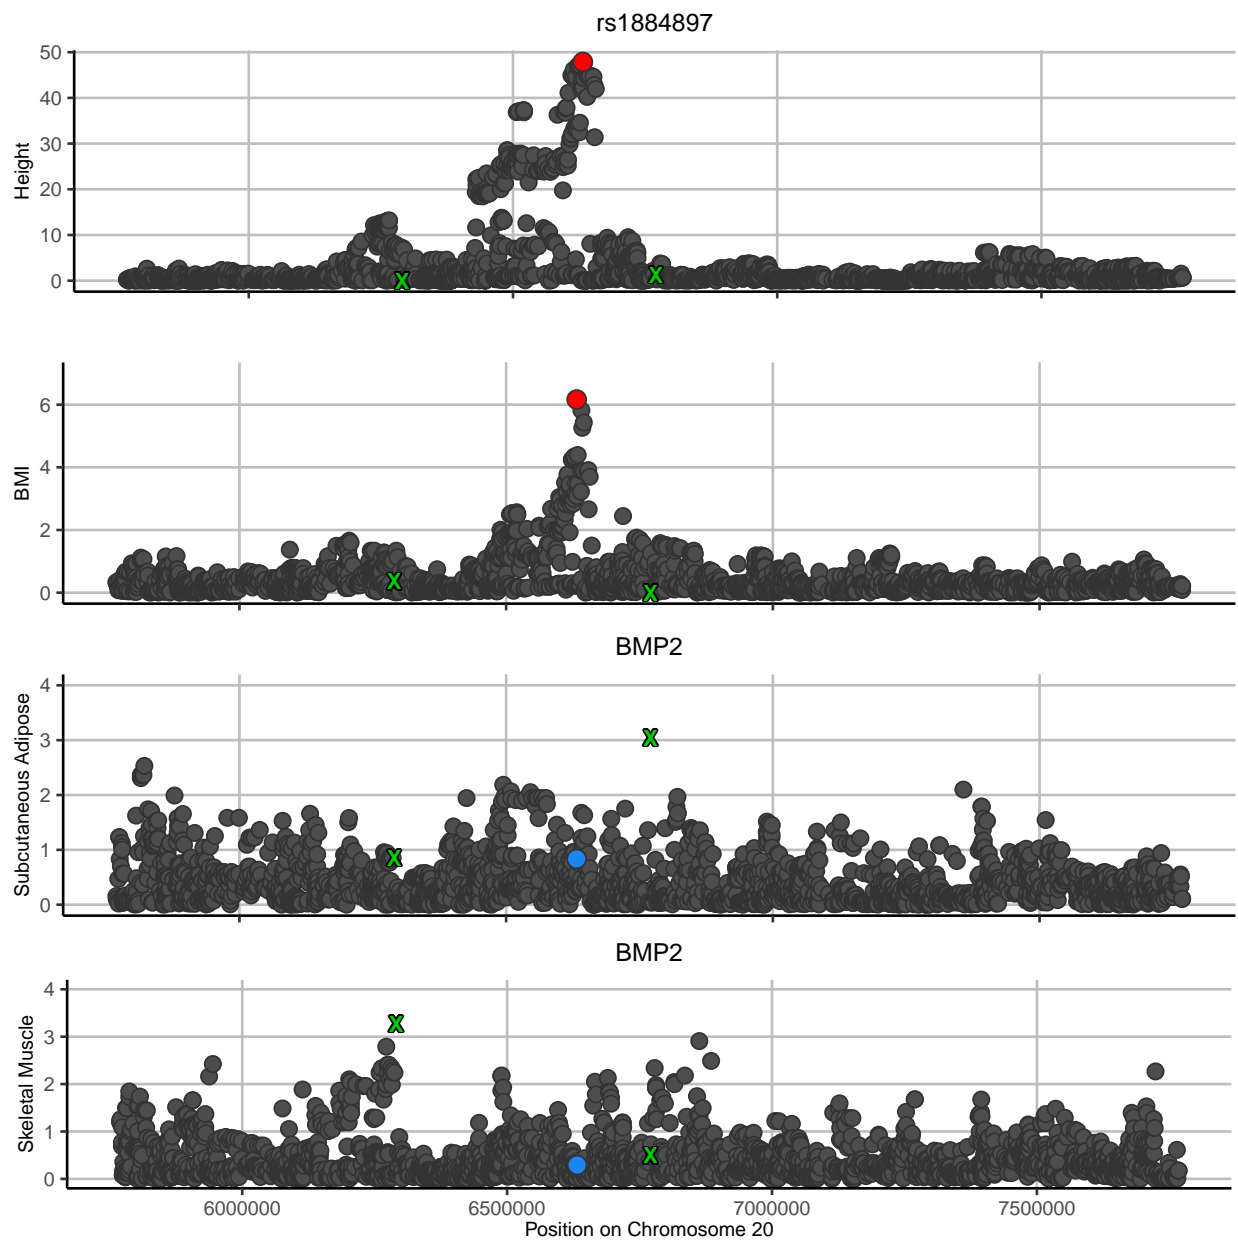 rs1884897
50
40
30
20
10
0
Height
6
4
2
0
BMI
BMP2
4
3
2
1
0
Subcutaneous Adipose
BMP2
4
3
2
1
0
Skeletal Muscle
6000000 6500000 7000000 7500000
Position on Chromosome 20